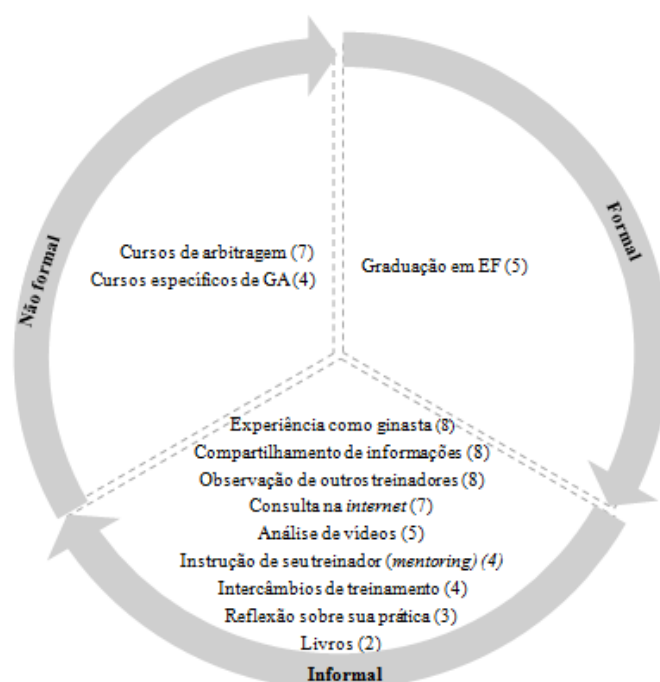 Não formal
Cursos de arbitragem (7)
Cursos específicos de GA (4)
Formal
Graduação em EF (5)
Experiência como ginasta (8)
Compartilhamento de informações (8)
Observação de outros treinadores (8)
Consulta na internet (7)
Análise de vídeos (5)
Instrução de seu treinador (mentoring) (4)
Intercâmbios de treinamento (4)
Reflexão sobre sua prática (3)
Livros (2)
Informal